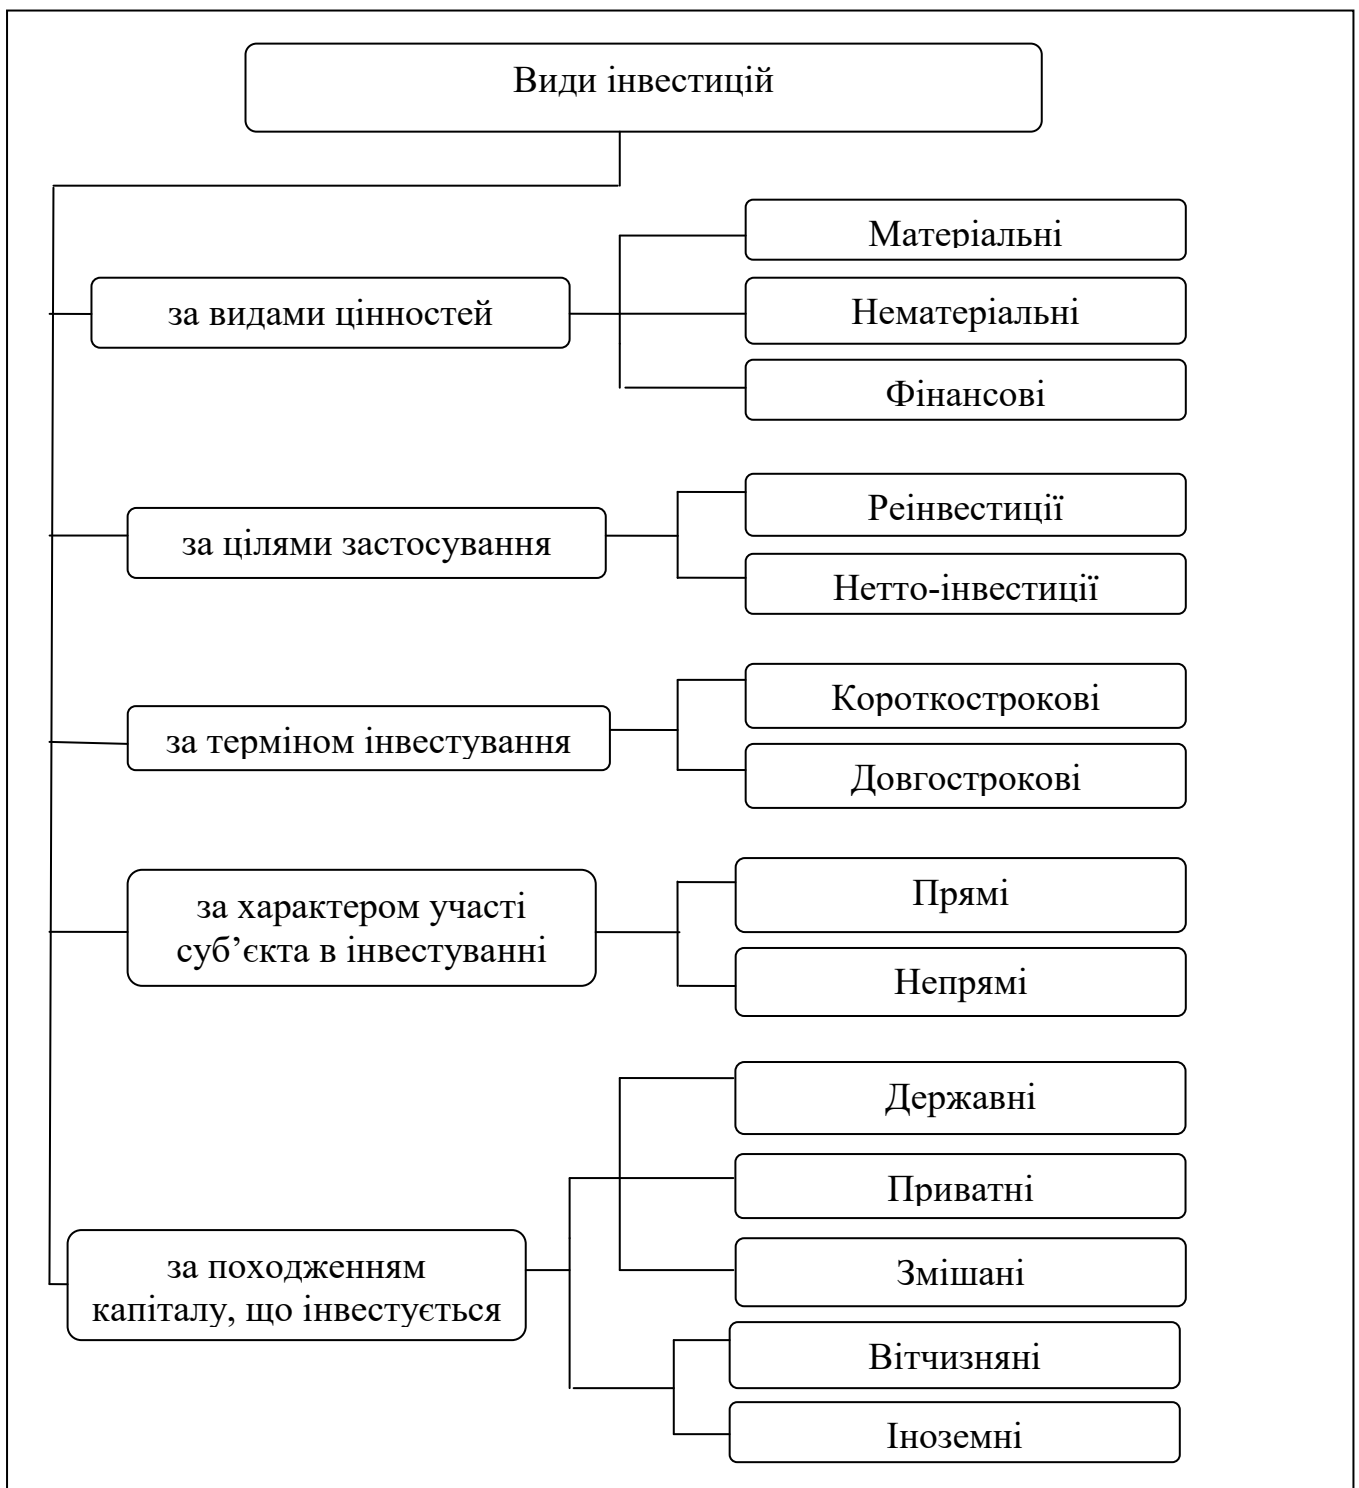 Види інвестицій
Матеріальні
за видами цінностей
Нематеріальні
Фінансові
Реінвестиції
за цілями застосування
Нетто-інвестиції
Короткострокові
за терміном інвестування
Довгострокові
за характером участі
суб’єкта в інвестуванні
Прямі
Непрямі
Державні
Приватні
за походженням
капіталу, що інвестується
Змішані
Вітчизняні
Іноземні